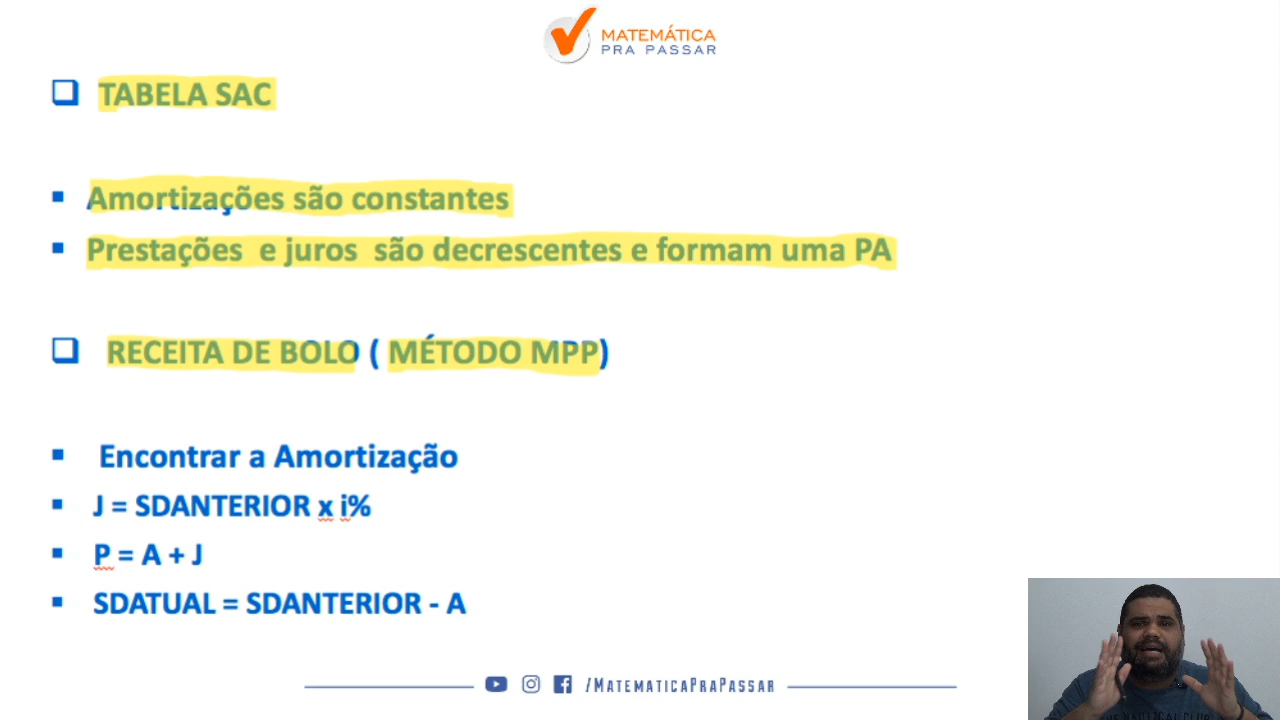 MATEMÁTICA
PRA PASSAR
TABELA SAC
Amortizações são constantes
Prestações e juros são decrescentes e formam uma PA
RECEITA DE BOLO ( MÉTODO MPP)
Encontrar a Amortização
J = SDANTERIOR x i%
P = A + J
SDATUAL = SDANTERIOR - A
/MATEMATICAPRAPASSAR